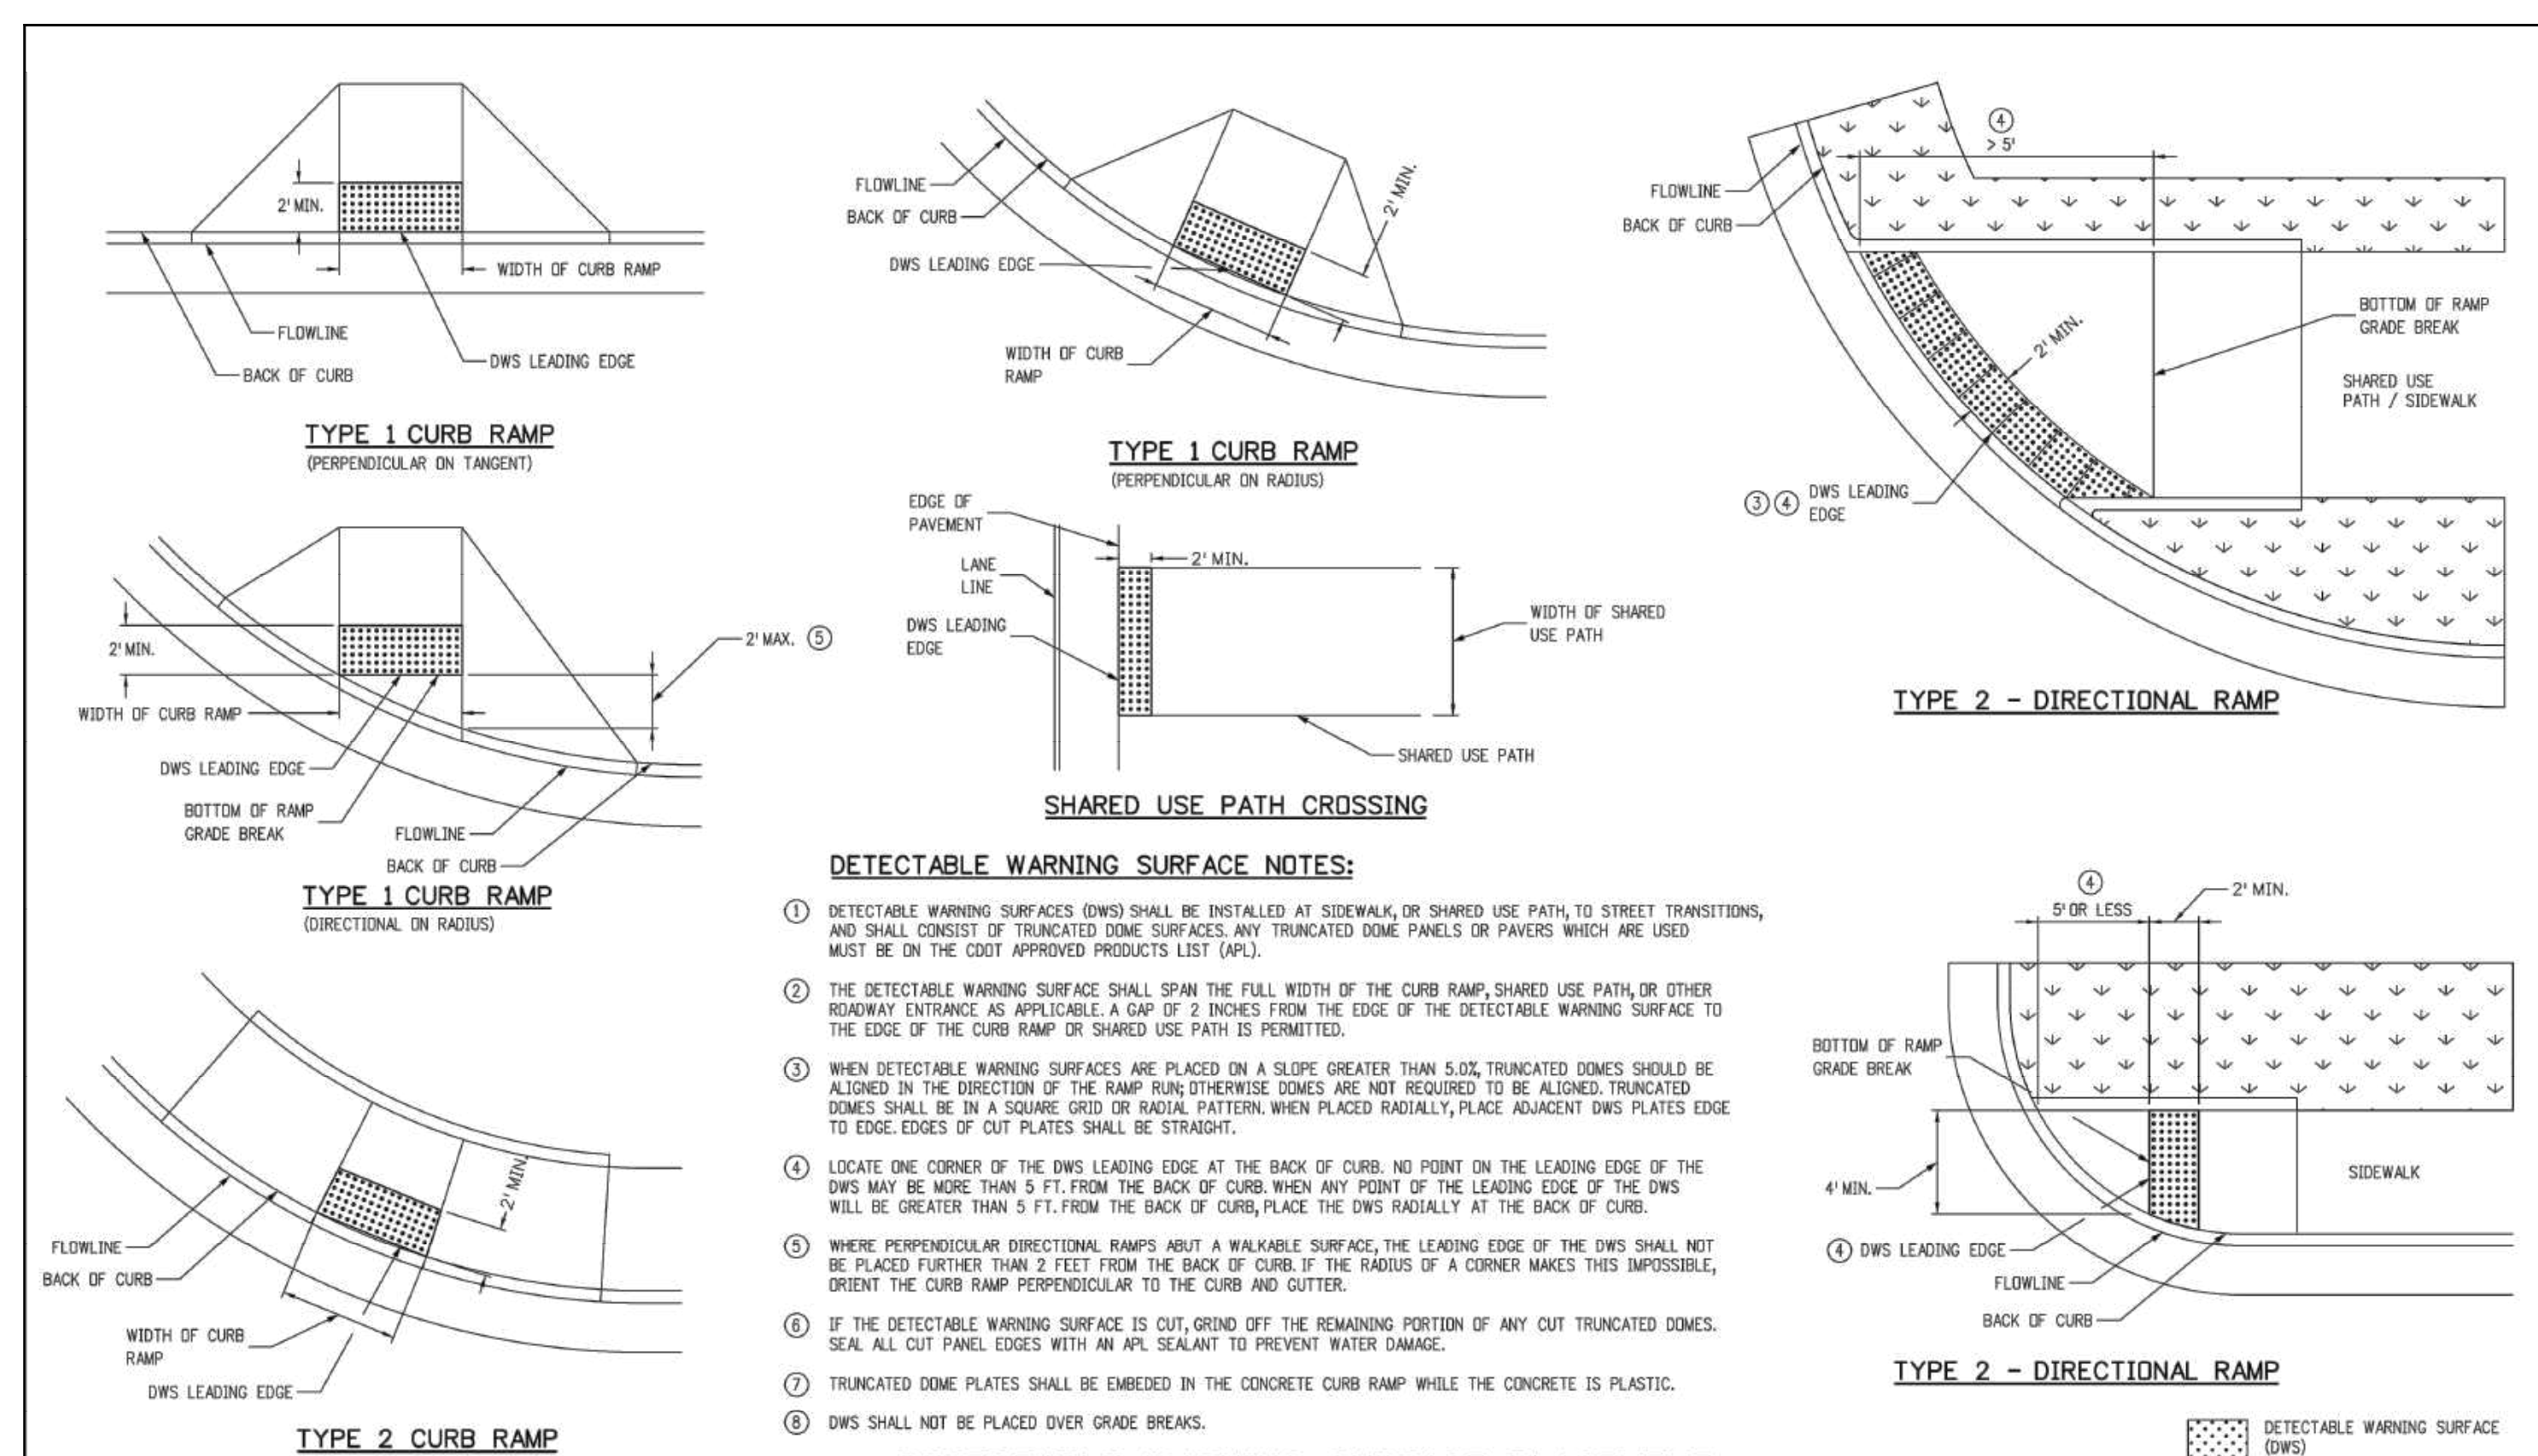 2' MIN.
WIDTH OF CURB RAMP
FLOWLINE
DWS LEADING EDGE
BACK OF CURB
TYPE 1 CURB RAMP
(PERPENDICULAR ON TANGENT)
FLOWLINE
BACK OF CURB
DWS LEADING EDGE
2' MIN.
WIDTH OF CURB
RAMP
TYPE 1 CURB RAMP
(PERPENDICULAR ON RADIUS)
4
> 5'
FLOWLINE
BACK OF CURB
2' MIN.
BOTTOM OF RAMP
GRADE BREAK
SHARED USE
PATH / SIDEWALK
3 4 DWS LEADING
EDGE
TYPE 2 - DIRECTIONAL RAMP
2' MIN.
2' MAX. 5
WIDTH OF CURB RAMP
DWS LEADING EDGE
BOTTOM OF RAMP
GRADE BREAK
FLOWLINE
BACK OF CURB
TYPE 1 CURB RAMP
(DIRECTIONAL ON RADIUS)
EDGE OF
PAVEMENT
LANE
LINE
2' MIN.
DWS LEADING
EDGE
WIDTH OF SHARED
USE PATH
SHARED USE PATH
SHARED USE PATH CROSSING
2' MIN.
FLOWLINE
BACK OF CURB
WIDTH OF CURB
RAMP
DWS LEADING EDGE
TYPE 2 CURB RAMP
DETECTABLE WARNING SURFACE NOTES:
1 DETECTABLE WARNING SURFACES (DWS) SHALL BE INSTALLED AT SIDEWALK, OR SHARED USE PATH, TO STREET TRANSITIONS,
AND SHALL CONSIST OF TRUNCATED DOME SURFACES. ANY TRUNCATED DOME PANELS OR PAVERS WHICH ARE USED
MUST BE ON THE CDOT APPROVED PRODUCTS LIST (APL).
2 THE DETECTABLE WARNING SURFACE SHALL SPAN THE FULL WIDTH OF THE CURB RAMP, SHARED USE PATH, OR OTHER
ROADWAY ENTRANCE AS APPLICABLE. A GAP OF 2 INCHES FROM THE EDGE OF THE DETECTABLE WARNING SURFACE TO
THE EDGE OF THE CURB RAMP OR SHARED USE PATH IS PERMITTED.
3 WHEN DETECTABLE WARNING SURFACES ARE PLACED ON A SLOPE GREATER THAN 5.0%, TRUNCATED DOMES SHOULD BE
ALIGNED IN THE DIRECTION OF THE RAMP RUN; OTHERWISE DOMES ARE NOT REQUIRED TO BE ALIGNED. TRUNCATED
DOMES SHALL BE IN A SQUARE GRID OR RADIAL PATTERN. WHEN PLACED RADIALLY, PLACE ADJACENT DWS PLATES EDGE
TO EDGE. EDGES OF CUT PLATES SHALL BE STRAIGHT.
4 LOCATE ONE CORNER OF THE DWS LEADING EDGE AT THE BACK OF CURB. NO POINT ON THE LEADING EDGE OF THE
DWS MAY BE MORE THAN 5 FT. FROM THE BACK OF CURB. WHEN ANY POINT OF THE LEADING EDGE OF THE DWS
WILL BE GREATER THAN 5 FT. FROM THE BACK OF CURB, PLACE THE DWS RADIALLY AT THE BACK OF CURB.
5 WHERE PERPENDICULAR DIRECTIONAL RAMPS ABUT A WALKABLE SURFACE, THE LEADING EDGE OF THE DWS SHALL NOT
BE PLACED FURTHER THAN 2 FEET FROM THE BACK OF CURB. IF THE RADIUS OF A CORNER MAKES THIS IMPOSSIBLE,
ORIENT THE CURB RAMP PERPENDICULAR TO THE CURB AND GUTTER.
6 IF THE DETECTABLE WARNING SURFACE IS CUT, GRIND OFF THE REMAINING PORTION OF ANY CUT TRUNCATED DOMES.
SEAL ALL CUT PANEL EDGES WITH AN APL SEALANT TO PREVENT WATER DAMAGE.
7 TRUNCATED DOME PLATES SHALL BE EMBEDED IN THE CONCRETE CURB RAMP WHILE THE CONCRETE IS PLASTIC.
8 DWS SHALL NOT BE PLACED OVER GRADE BREAKS.
4
5' OR LESS
2' MIN.
BOTTOM OF RAMP
GRADE BREAK
4' MIN.
SIDEWALK
4 DWS LEADING EDGE
FLOWLINE
BACK OF CURB
TYPE 2 - DIRECTIONAL RAMP
DETECTABLE WARNING SURFACE
(DWS)